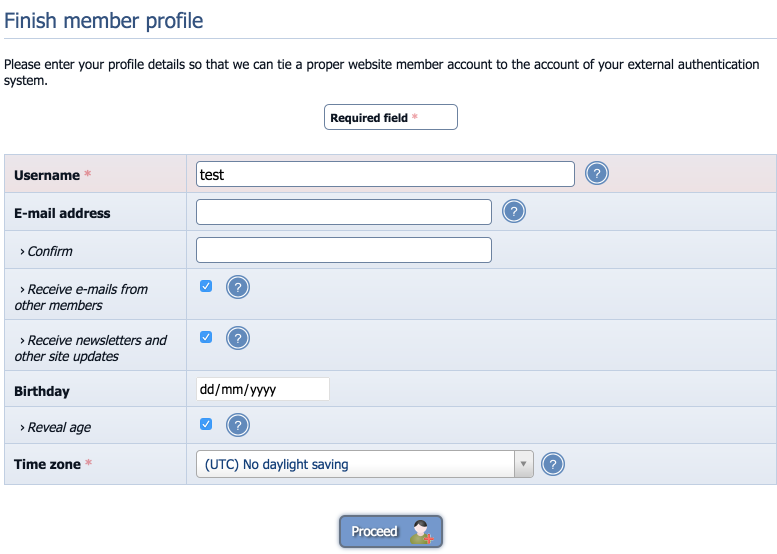 Finish member profile
Please enter your profile details so that we can tie a proper website member account to the account of your external authentication
system.
Required field *
Username * test ?
E-mail address ?
› Confirm
› Receive e-mails from ?
other members
› Receive newsletters and ?
other site updates
Birthday dd/mm/yyyy
› Reveal age ?
Time zone * (UTC) No daylight saving ?
Proceed